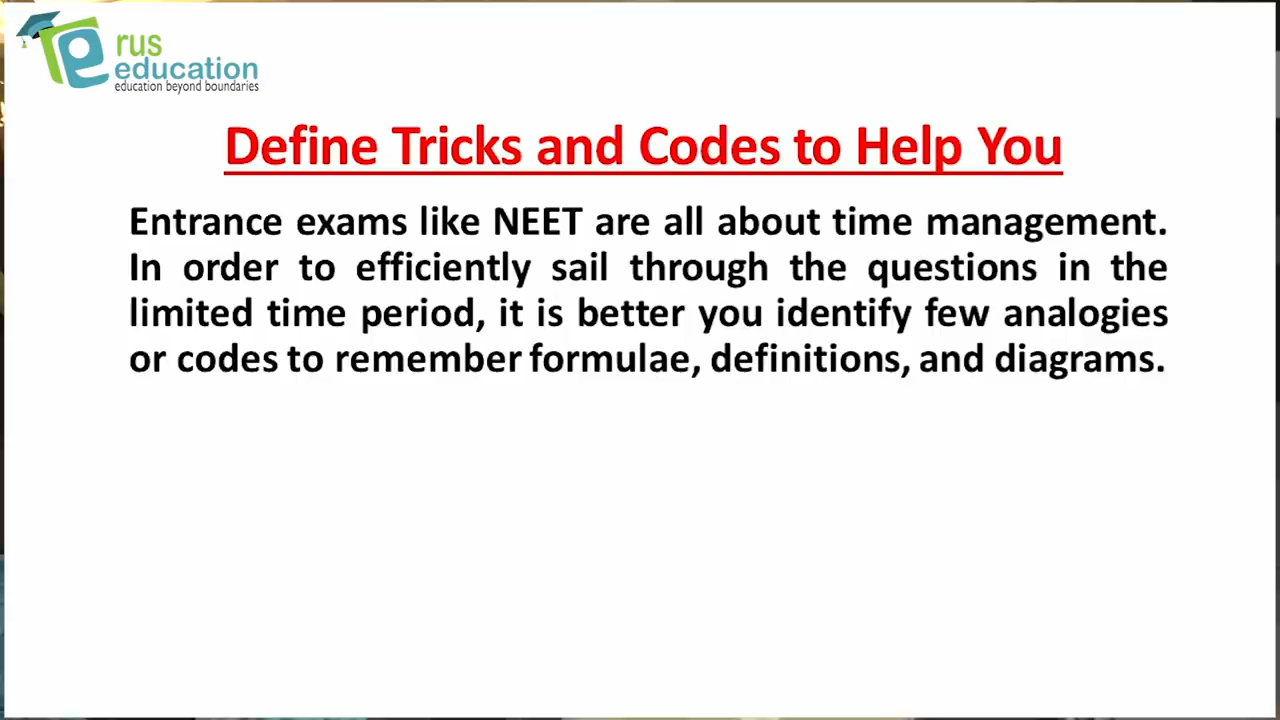 rus
education
education beyond boundaries
Define Tricks and Codes to Help You
Entrance exams like NEET are all about time management.
In order to efficiently sail through the questions in the
limited time period, it is better you identify few analogies
or codes to remember formulae, definitions, and diagrams.